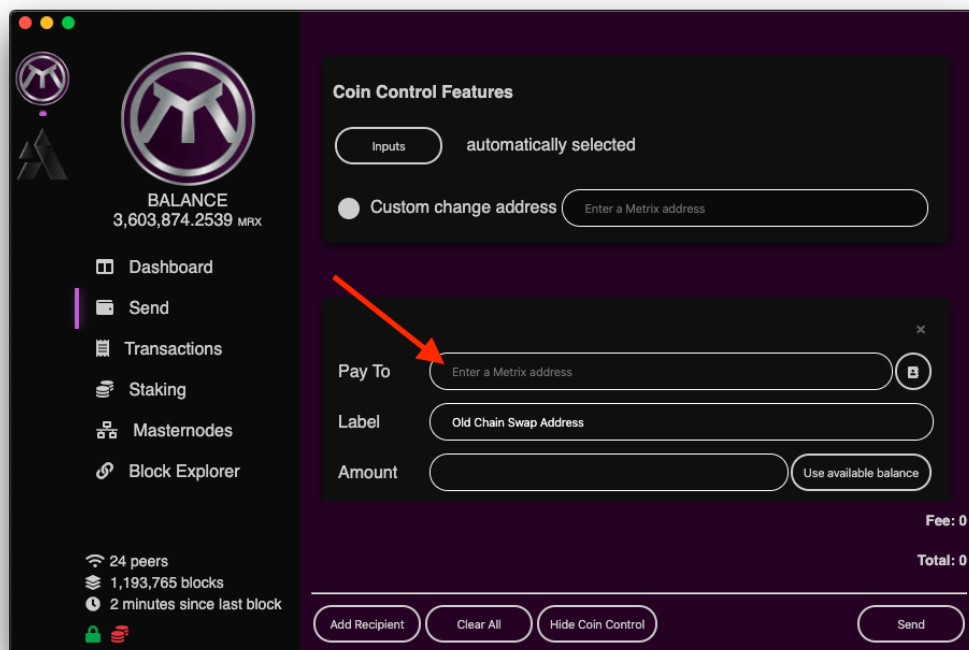 BALANCE
3,603,874.2539 MRX
Dashboard
Send
Transactions
Staking
Masternodes
Block Explorer
24 peers
1,193,765 blocks
2 minutes since last block
Coin Control Features
Inputs
automatically selected
Custom change address
Enter a Metrix address
Pay To
Enter a Metrix address
Label
Old Chain Swap Address
Amount
Use available balance
Fee: 0
Total: 0
Add Recipient
Clear All
Hide Coin Control
Send